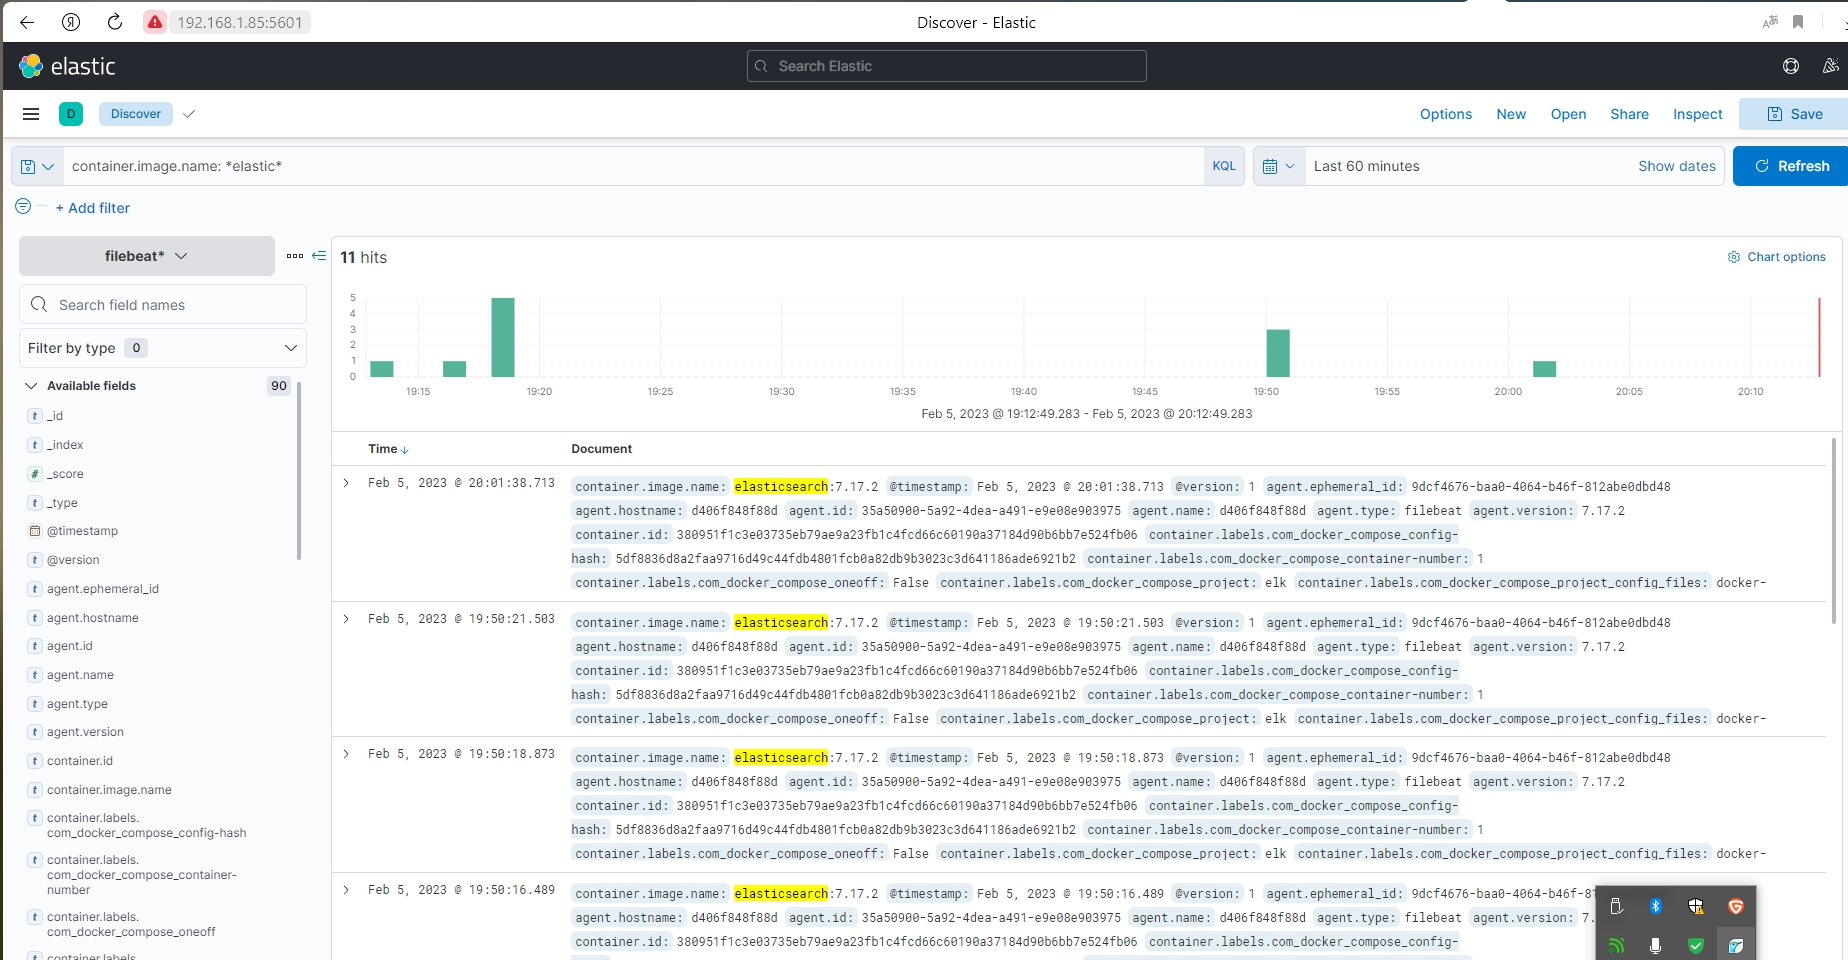 192.168.1.85:5601
Discover - Elastic
elastic
Search Elastic
D
Discover
Options
New
Open
Share
Inspect
Save
container.image.name: *elastic*
KQL
Last 60 minutes
Show dates
Refresh
+ Add filter
filebeat*
Search field names
Filter by type 0
Available fields 90
t _id
t _index
# _score
t _type
@timestamp
t @version
t agent.ephemeral_id
t agent.hostname
t agent.id
t agent.name
t agent.type
t agent.version
t container.id
t container.image.name
t container.labels.
com_docker_compose_config-hash
t container.labels.
com_docker_compose_container-
number
t container.labels.
com_docker_compose_oneoff
t container.labels.
11 hits
Chart options
5
4
3
2
1
0
19:15 19:20 19:25 19:30 19:35 19:40 19:45 19:50 19:55 20:00 20:05 20:10
Feb 5, 2023 @ 19:12:49.283 - Feb 5, 2023 @ 20:12:49.283
Time Document
Feb 5, 2023 @ 20:01:38.713
container.image.name: elasticsearch:7.17.2 @timestamp: Feb 5, 2023 @ 20:01:38.713 @version: 1 agent.ephemeral_id: 9dcf4676-baa0-4064-b46f-812abe0dbd48
agent.hostname: d406f848f88d agent.id: 35a50900-5a92-4dea-a491-e9e08e903975 agent.name: d406f848f88d agent.type: filebeat agent.version: 7.17.2
container.id: 380951f1c3e03735eb79ae9a23fb1c4fcd66c60190a37184d90b6bb7e524fb06 container.labels.com_docker_compose_config-
hash: 5df8836d8a2faa9716d49c44fdb4801fcb0a82db9b3023c3d641186ade6921b2 container.labels.com_docker_compose_container-number: 1
container.labels.com_docker_compose_oneoff: False container.labels.com_docker_compose_project: elk container.labels.com_docker_compose_project_config_files: docker-
Feb 5, 2023 @ 19:50:21.503
container.image.name: elasticsearch:7.17.2 @timestamp: Feb 5, 2023 @ 19:50:21.503 @version: 1 agent.ephemeral_id: 9dcf4676-baa0-4064-b46f-812abe0dbd48
agent.hostname: d406f848f88d agent.id: 35a50900-5a92-4dea-a491-e9e08e903975 agent.name: d406f848f88d agent.type: filebeat agent.version: 7.17.2
container.id: 380951f1c3e03735eb79ae9a23fb1c4fcd66c60190a37184d90b6bb7e524fb06 container.labels.com_docker_compose_config-
hash: 5df8836d8a2faa9716d49c44fdb4801fcb0a82db9b3023c3d641186ade6921b2 container.labels.com_docker_compose_container-number: 1
container.labels.com_docker_compose_oneoff: False container.labels.com_docker_compose_project: elk container.labels.com_docker_compose_project_config_files: docker-
Feb 5, 2023 @ 19:50:18.873
container.image.name: elasticsearch:7.17.2 @timestamp: Feb 5, 2023 @ 19:50:18.873 @version: 1 agent.ephemeral_id: 9dcf4676-baa0-4064-b46f-812abe0dbd48
agent.hostname: d406f848f88d agent.id: 35a50900-5a92-4dea-a491-e9e08e903975 agent.name: d406f848f88d agent.type: filebeat agent.version: 7.17.2
container.id: 380951f1c3e03735eb79ae9a23fb1c4fcd66c60190a37184d90b6bb7e524fb06 container.labels.com_docker_compose_config-
hash: 5df8836d8a2faa9716d49c44fdb4801fcb0a82db9b3023c3d641186ade6921b2 container.labels.com_docker_compose_container-number: 1
container.labels.com_docker_compose_oneoff: False container.labels.com_docker_compose_project: elk container.labels.com_docker_compose_project_config_files: docker-
Feb 5, 2023 @ 19:50:16.489
container.image.name: elasticsearch:7.17.2 @timestamp: Feb 5, 2023 @ 19:50:16.489 @version: 1 agent.ephemeral_id: 9dcf4676-baa0-4064-b46f-81
agent.hostname: d406f848f88d agent.id: 35a50900-5a92-4dea-a491-e9e08e903975 agent.name: d406f848f88d agent.type: filebeat agent.version: 7.
container.id: 380951f1c3e03735eb79ae9a23fb1c4fcd66c60190a37184d90b6bb7e524fb06 container.labels.com_docker_compose_config-